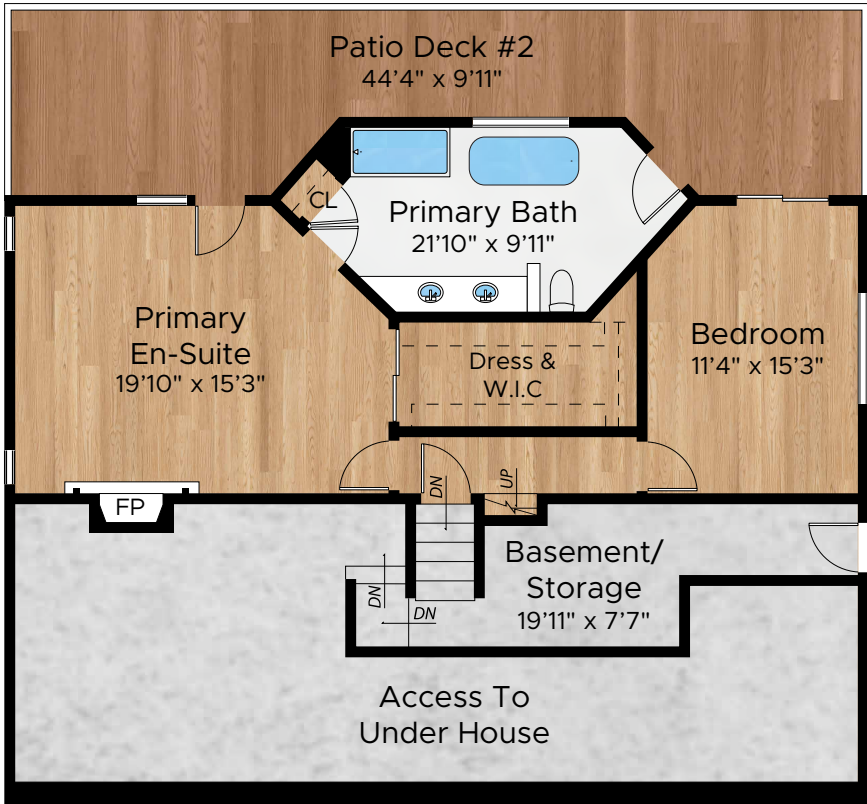 Patio Deck #2
44'4" x 9'11"
CL
Primary Bath
21'10" x 9'11"
Primary
En-Suite
19'10" x 15'3"
Dress &
W.I.C
Bedroom
11'4" x 15'3"
FP
DN
UP
Basement/
Storage
19'11" x 7'7"
DN
DN
Access To
Under House